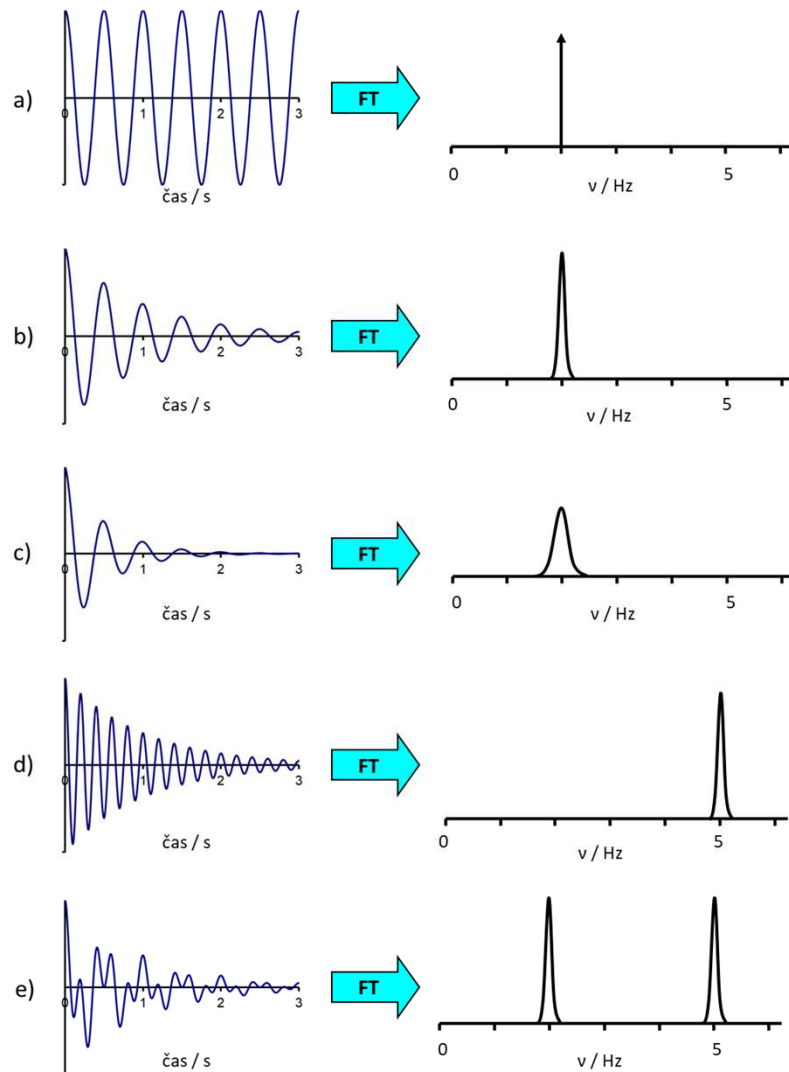 a)
0 1 2 3
čas / s
FT
0 5
ν / Hz
b)
0 1 2 3
čas / s
FT
0 5
ν / Hz
c)
0 1 2 3
čas / s
FT
0 5
ν / Hz
d)
0 1 2 3
čas / s
FT
0 5
ν / Hz
e)
0 1 2 3
čas / s
FT
0 5
ν / Hz